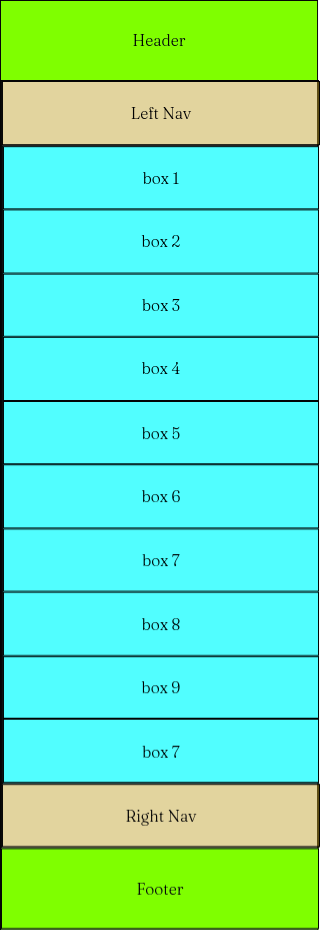 Header
Left Nav
box 1
box 2
box 3
box 4
box 5
box 6
box 7
box 8
box 9
box 7
Right Nav
Footer